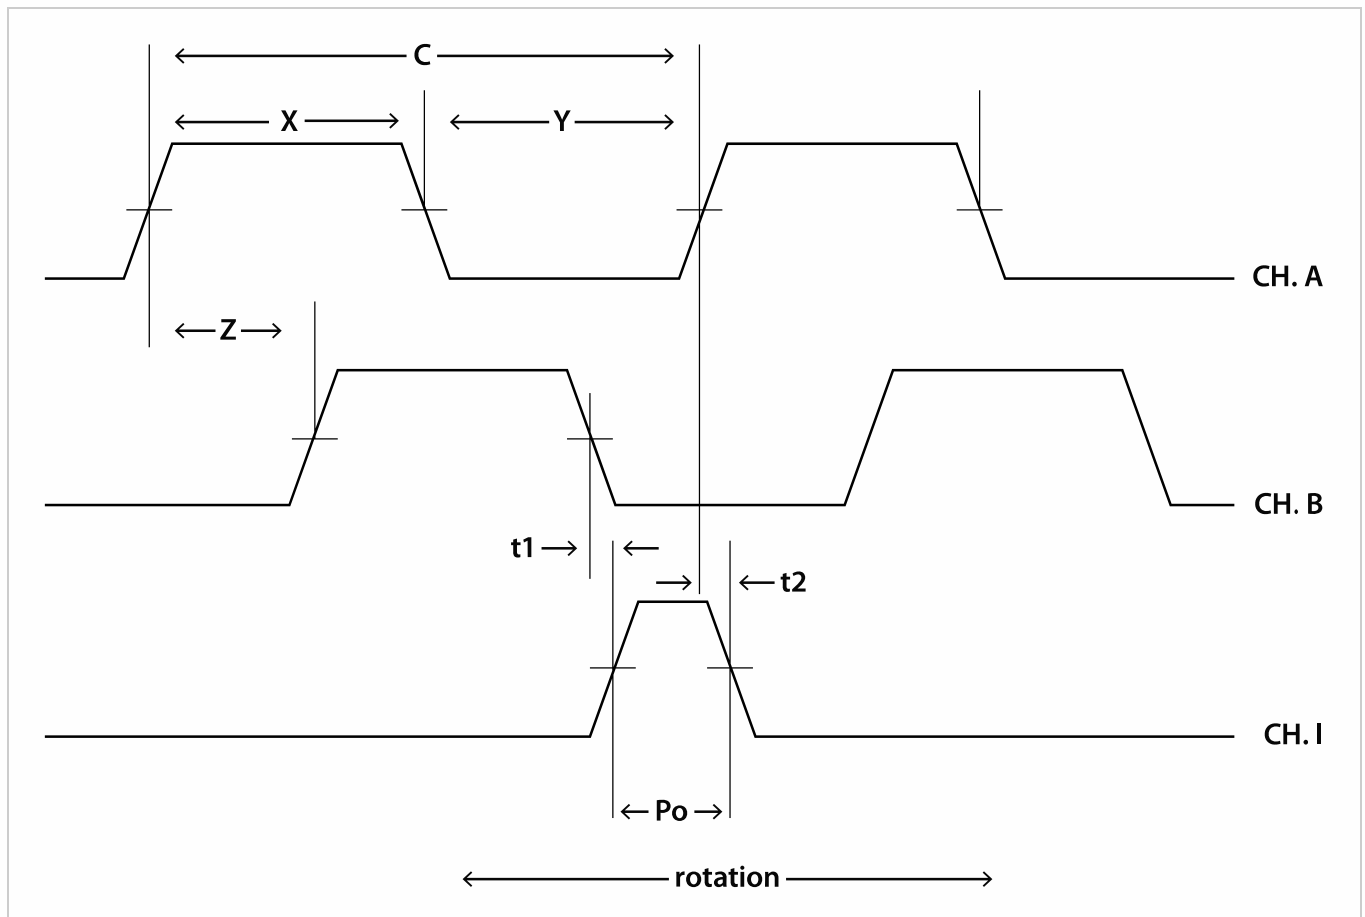 C
X Y
CH. A
Z
CH. B
t1
t2
CH. I
Po
rotation